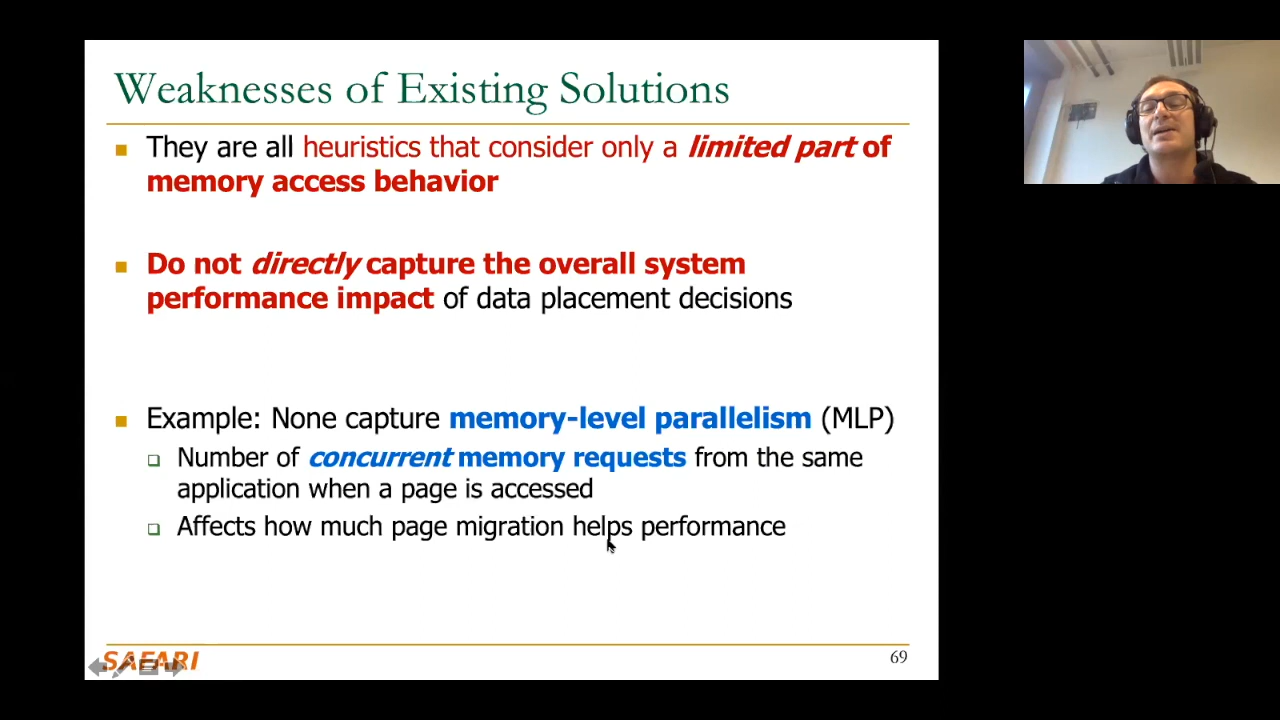 Weaknesses of Existing Solutions
They are all heuristics that consider only a limited part of
memory access behavior
Do not directly capture the overall system
performance impact of data placement decisions
Example: None capture memory-level parallelism (MLP)
Number of concurrent memory requests from the same
application when a page is accessed
Affects how much page migration helps performance
SAFARI
69